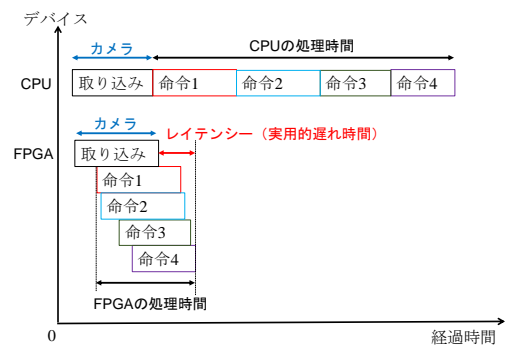 デバイス
カメラ
CPUの処理時間
CPU
取り込み
命令1
命令2
命令3
命令4
カメラ
レイテンシー（実用的遅れ時間）
FPGA
取り込み
命令1
命令2
命令3
命令4
FPGAの処理時間
0
経過時間